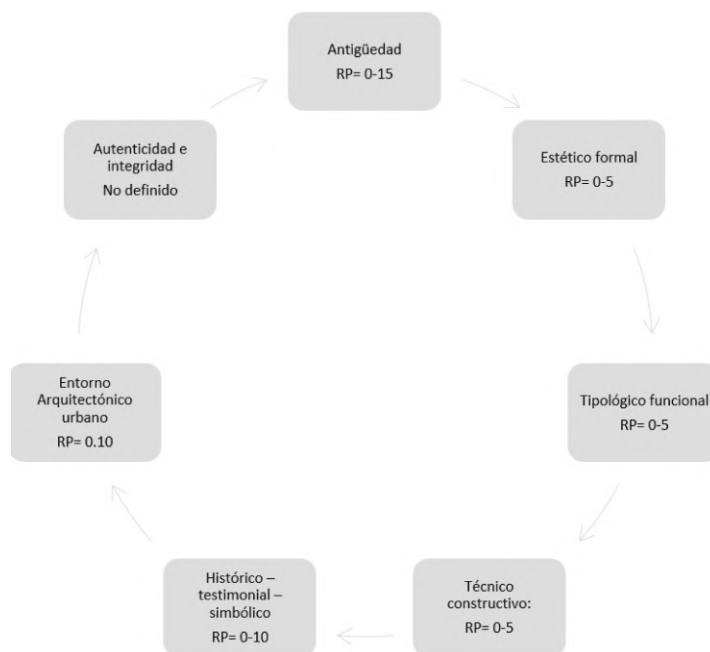 Antigüedad
RP= 0-15
Estético formal
RP= 0-5
Tipológico funcional
RP= 0-5
Técnico
constructivo:
RP= 0-5
Histórico –
testimonial –
simbólico
RP= 0-10
Entorno
Arquitectónico
urbano
RP= 0.10
Autenticidad e
integridad
No definido